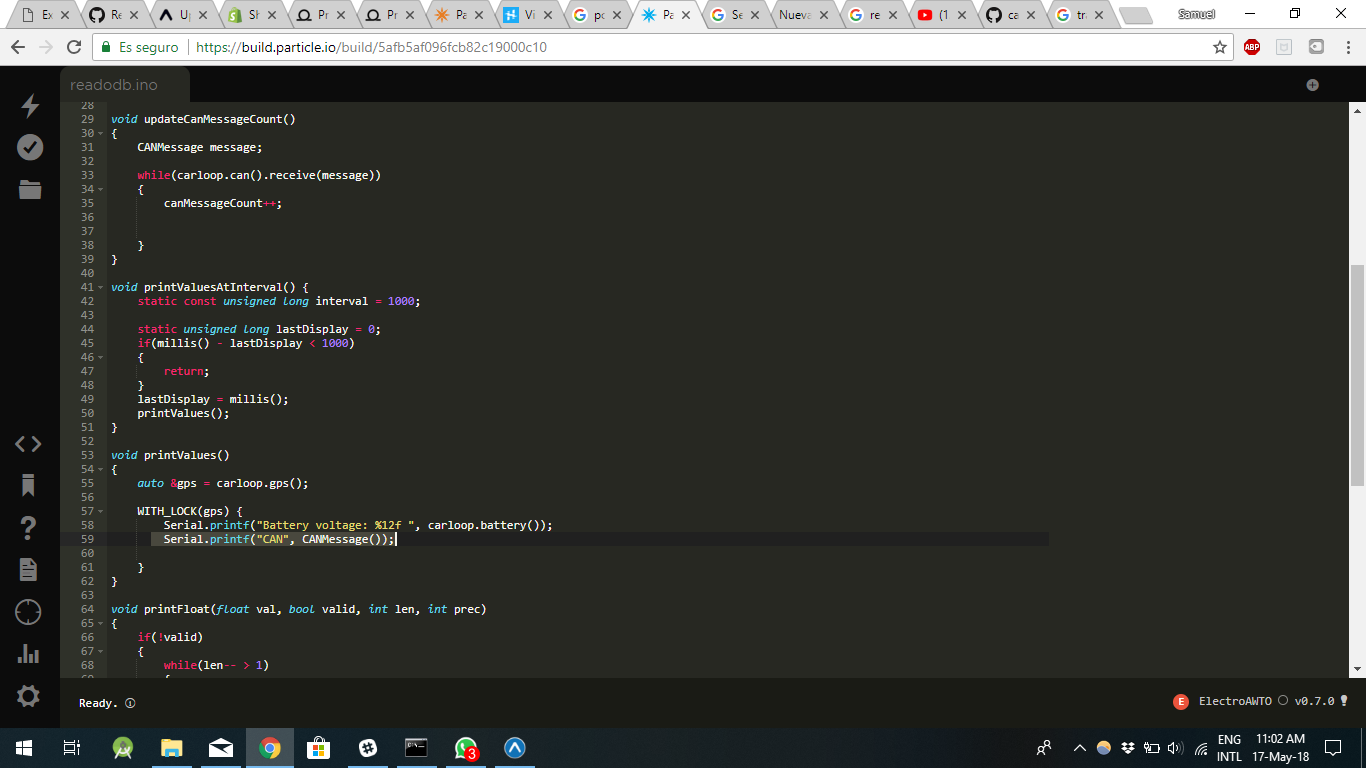 Ex
Re
Up
Sh
Pr
Pr
Pa
Vi
po
Pa
Se
Nueva
re
(1
ca
tra
Samuel
Es seguro
https://build.particle.io/build/5afb5af096fcb82c19000c10
ABP
readodb.ino
28
29 void updateCanMessageCount()
30 {
31 CANMessage message;
32
33 while(carloop.can().receive(message))
34 {
35 canMessageCount++;
36
37
38 }
39 }
40
41 void printValuesAtInterval() {
42 static const unsigned long interval = 1000;
43
44 static unsigned long lastDisplay = 0;
45 if(millis() - lastDisplay < 1000)
46 {
47 return;
48 }
49 lastDisplay = millis();
50 printValues();
51 }
52
53 void printValues()
54 {
55 auto &gps = carloop.gps();
56
57 WITH_LOCK(gps) {
58 Serial.printf("Battery voltage: %12f ", carloop.battery());
59 Serial.printf("CAN", CANMessage());
60
61 }
62 }
63
64 void printFloat(float val, bool valid, int len, int prec)
65 {
66 if(!valid)
67 {
68 while(len-- > 1)
Ready.
E ElectroAWTO v0.7.0
3
ENG
INTL
11:02 AM
17-May-18